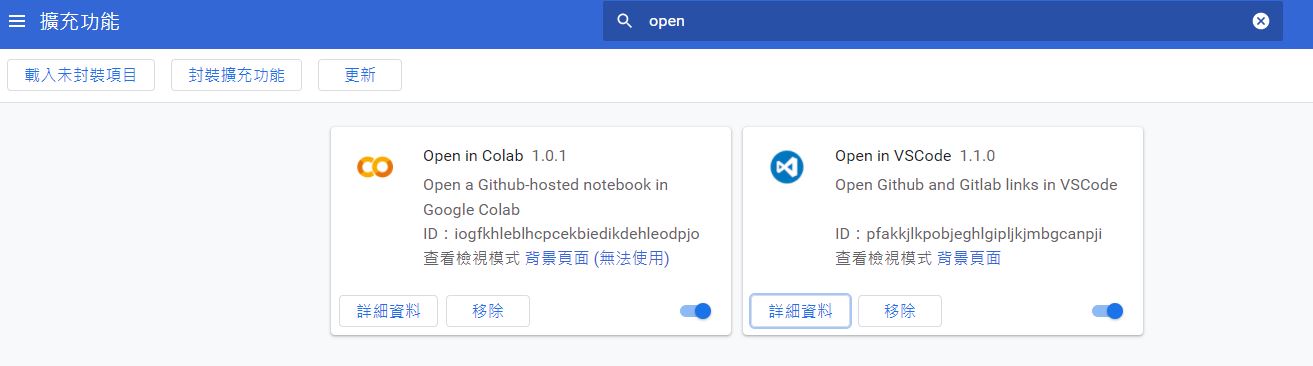 擴充功能
open
載入未封裝項目 封裝擴充功能 更新
Open in Colab 1.0.1
Open a Github-hosted notebook in
Google Colab
ID：iogfkhleblhcpcekbiedikdehleodpjo
查看檢視模式 背景頁面 (無法使用)
詳細資料 移除
Open in VSCode 1.1.0
Open Github and Gitlab links in VSCode
ID：pfakkjlkpobjeghlgipljkjmbgcanpji
查看檢視模式 背景頁面
詳細資料 移除